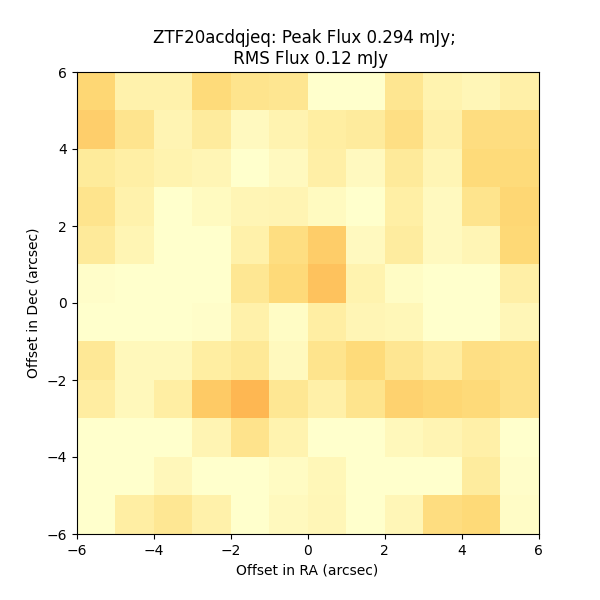 ZTF20acdqjeq: Peak Flux 0.294 mJy;
RMS Flux 0.12 mJy
6
4
2
0
−2
−4
−6
Offset in Dec (arcsec)
−6 −4 −2 0 2 4 6
Offset in RA (arcsec)